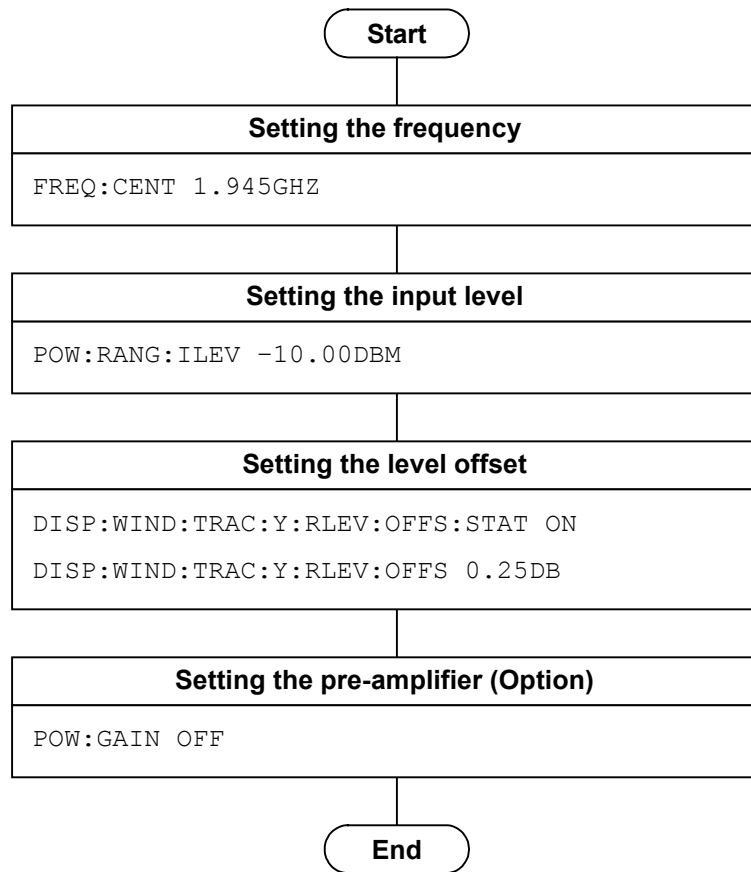 Start
Setting the frequency
FREQ:CENT 1.945GHZ
Setting the input level
POW:RANG:ILEV −10.00DBM
Setting the level offset
DISP:WIND:TRAC:Y:RLEV:OFFS:STAT ON
DISP:WIND:TRAC:Y:RLEV:OFFS 0.25DB
Setting the pre-amplifier (Option)
POW:GAIN OFF
End